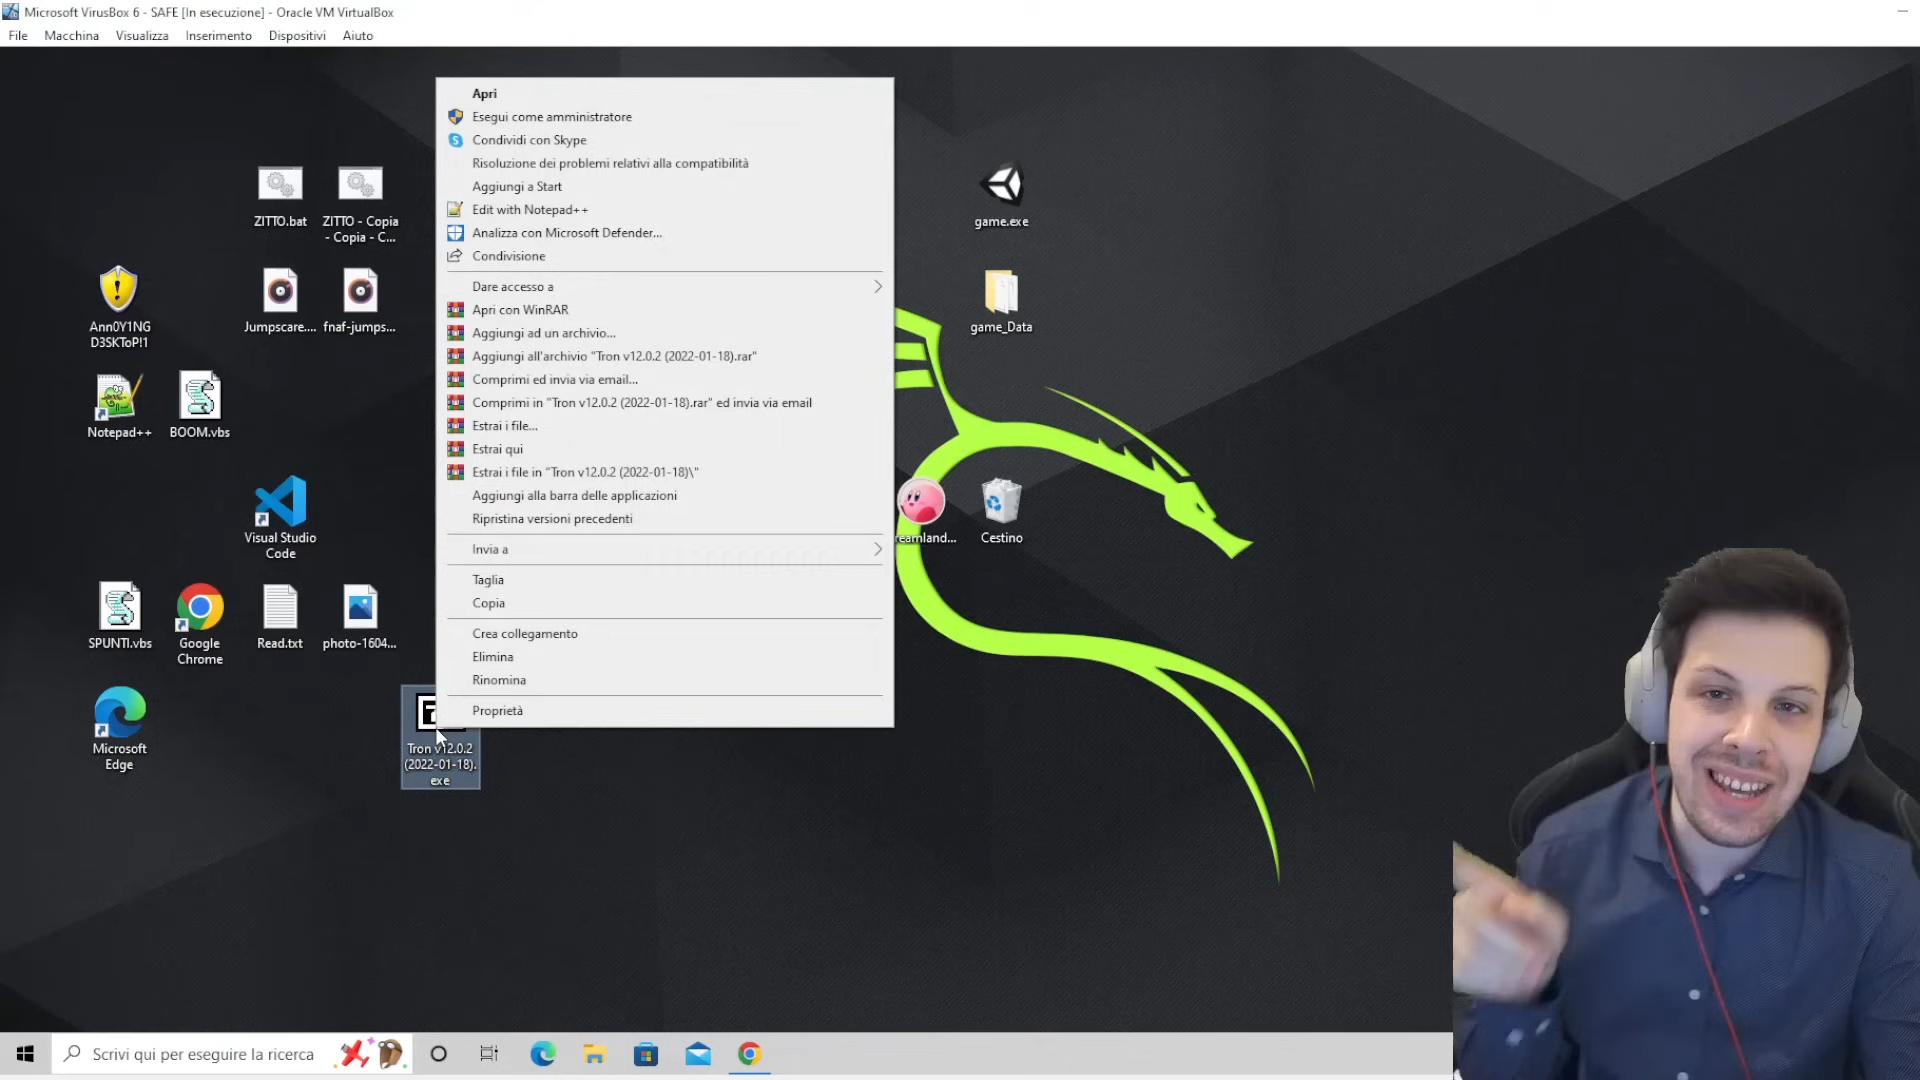 Microsoft VirusBox 6 - SAFE [In esecuzione] - Oracle VM VirtualBox
File Macchina Visualizza Inserimento Dispositivi Aiuto
Apri
Esegui come amministratore
Condividi con Skype
Risoluzione dei problemi relativi alla compatibilità
Aggiungi a Start
Edit with Notepad++
Analizza con Microsoft Defender...
Condivisione
Dare accesso a
Apri con WinRAR
Aggiungi ad un archivio...
Aggiungi all'archivio "Tron v12.0.2 (2022-01-18).rar"
Comprimi ed invia via email...
Comprimi in "Tron v12.0.2 (2022-01-18).rar" ed invia via email
Estrai i file...
Estrai qui
Estrai i file in "Tron v12.0.2 (2022-01-18)\"
Aggiungi alla barra delle applicazioni
Ripristina versioni precedenti
Invia a
Taglia
Copia
Crea collegamento
Elimina
Rinomina
Proprietà
ZITTO.bat
ZITTO - Copia
- Copia - C...
game.exe
Ann0Y1NG
D3SKToP!1
Jumpscare....
fnaf-jumps...
game_Data
Notepad++
BOOM.vbs
Visual Studio
Code
reamland...
Cestino
SPUNTI.vbs
Google
Chrome
Read.txt
photo-1604...
Microsoft
Edge
Tron v12.0.2
(2022-01-18).
exe
Scrivi qui per eseguire la ricerca